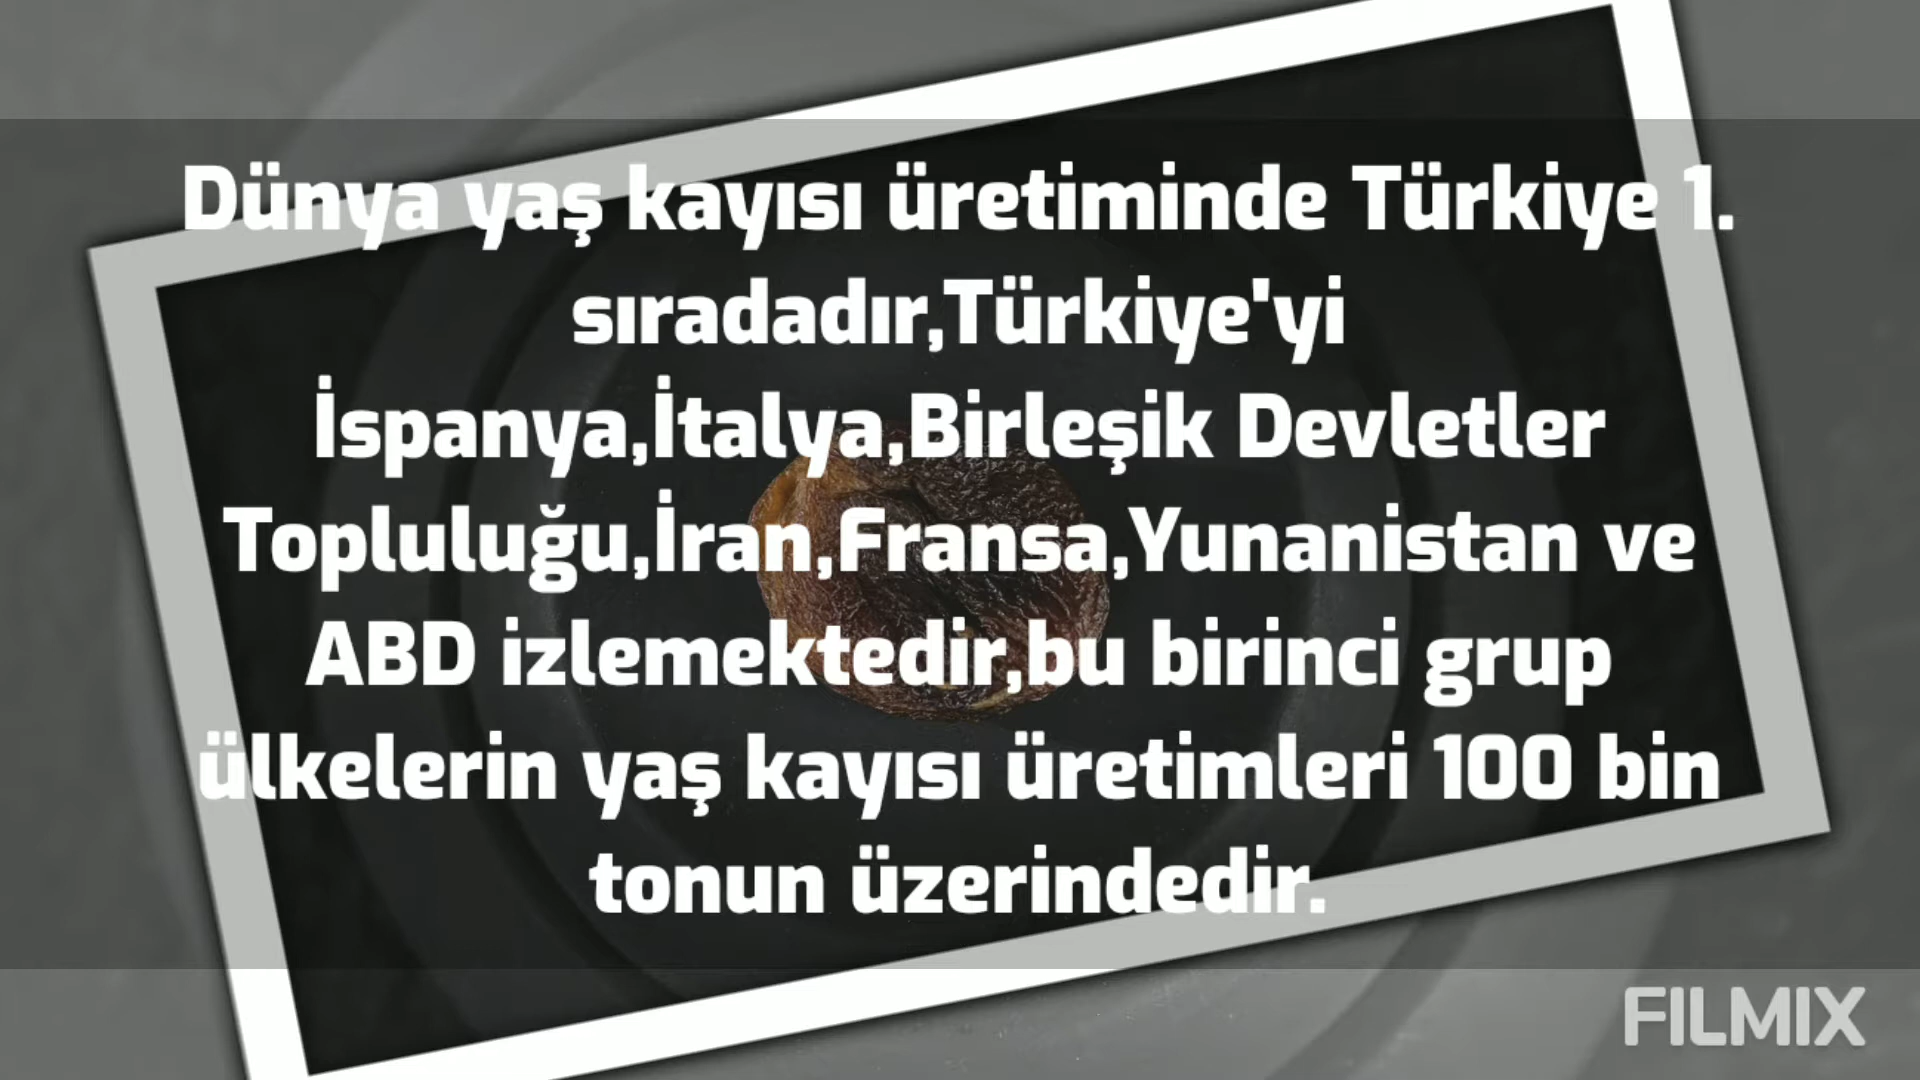 Dünya yaş kayısı üretiminde Türkiye 1.
sıradadır,Türkiye'yi
İspanya,İtalya,Birleşik Devletler
Topluluğu,İran,Fransa,Yunanistan ve
ABD izlemektedir,bu birinci grup
ülkelerin yaş kayısı üretimleri 100 bin
tonun üzerindedir.
FILMIX